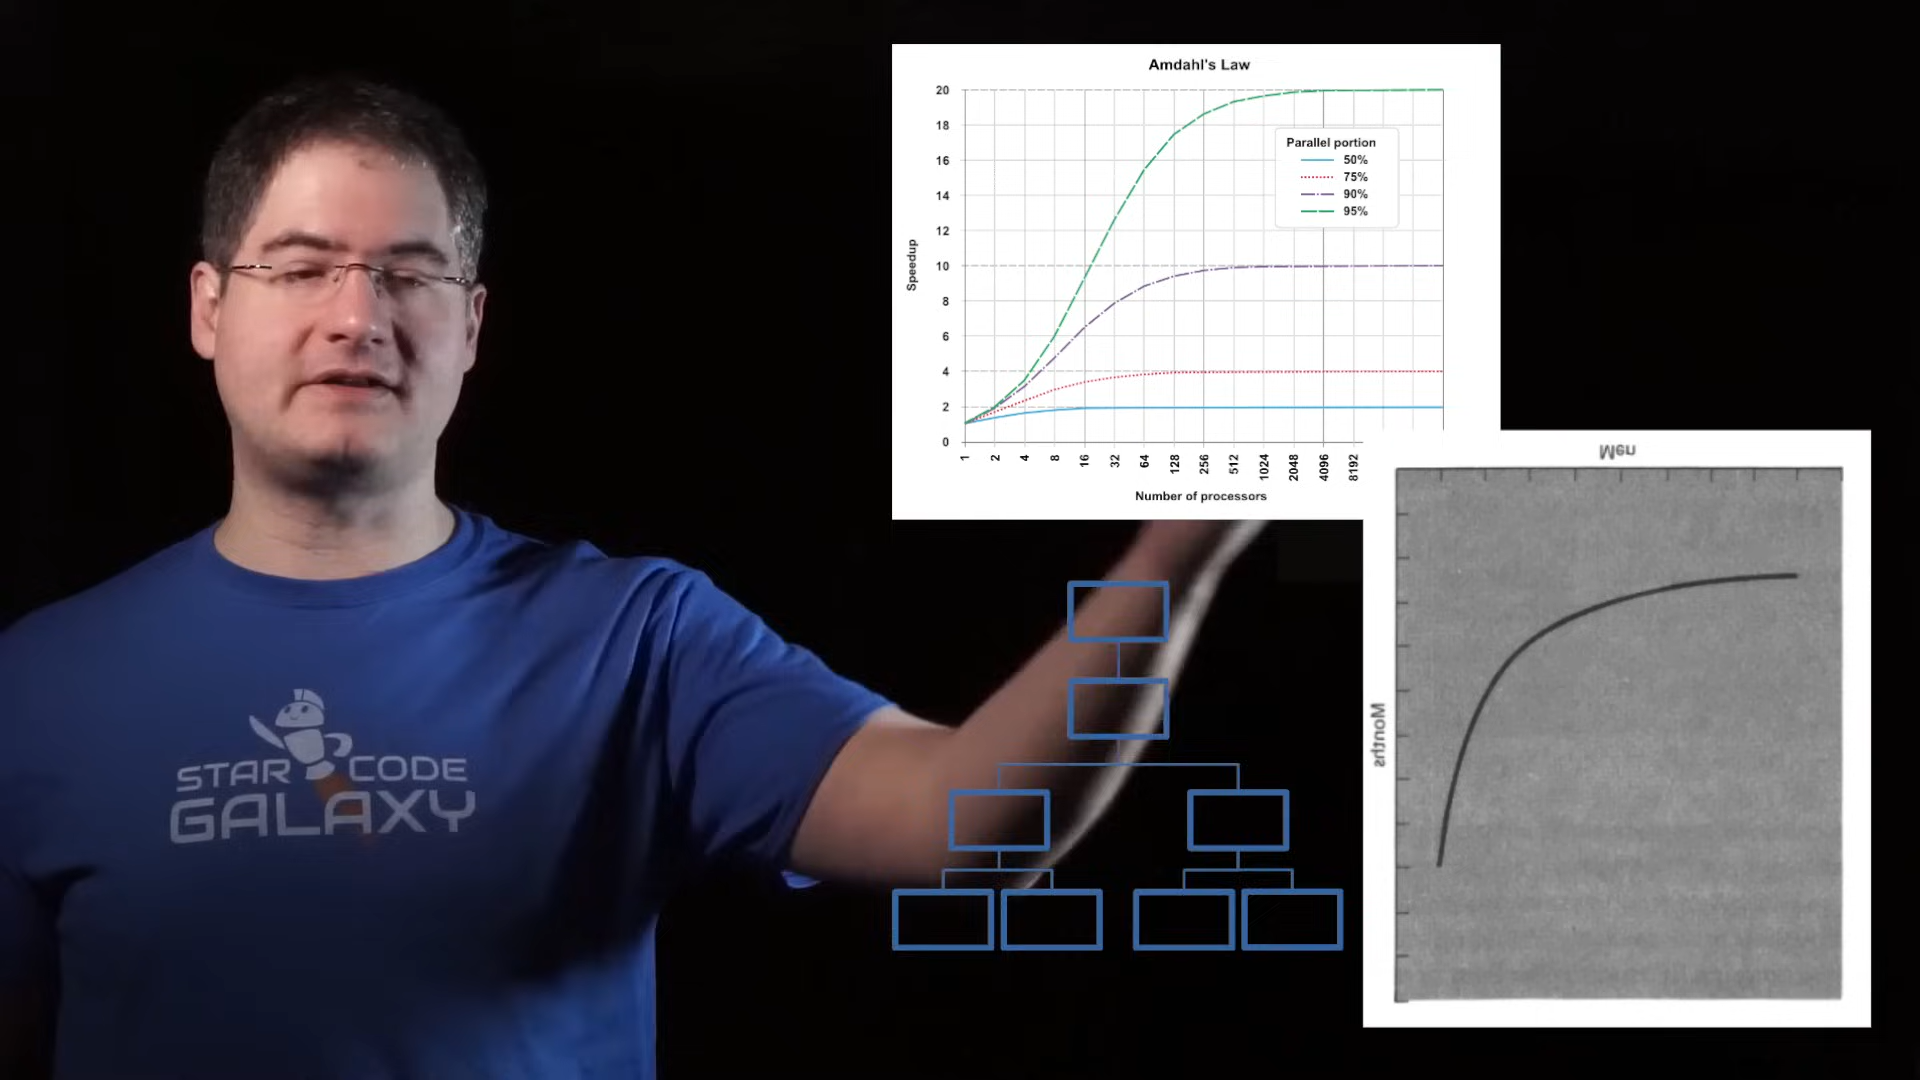 Amdahl's Law
20
18
16
14
12
10
8
6
4
2
0
Speedup
Parallel portion
50%
75%
90%
95%
1 2 4 8 16 32 64 128 256 512 1024 2048 4096 8192
Number of processors
Men
Months
STAR CODE
GALAXY